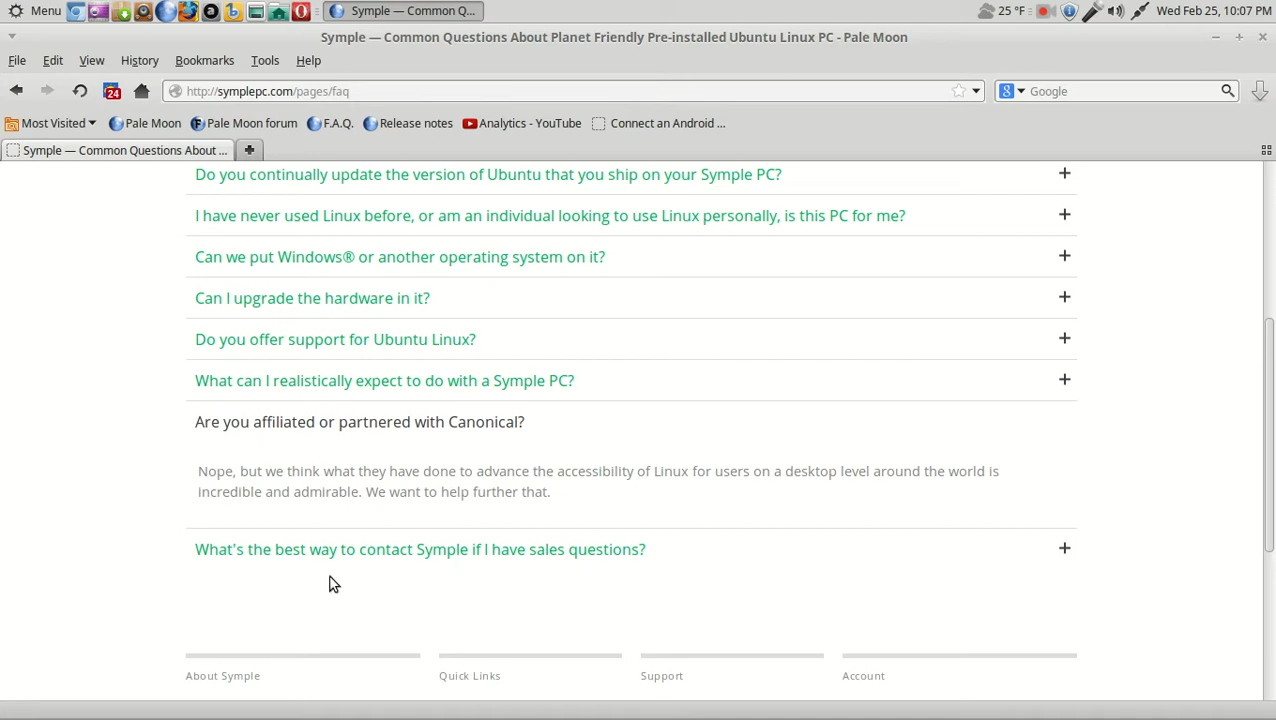 Menu
Symple — Common Q...
25 °F
Wed Feb 25, 10:07 PM
Symple — Common Questions About Planet Friendly Pre-installed Ubuntu Linux PC - Pale Moon
File Edit View History Bookmarks Tools Help
24
http://symplepc.com/pages/faq
8
Google
Most Visited
Pale Moon
Pale Moon forum
F.A.Q.
Release notes
Analytics - YouTube
Connect an Android ...
Symple — Common Questions About ...
Do you continually update the version of Ubuntu that you ship on your Symple PC?
I have never used Linux before, or am an individual looking to use Linux personally, is this PC for me?
Can we put Windows® or another operating system on it?
Can I upgrade the hardware in it?
Do you offer support for Ubuntu Linux?
What can I realistically expect to do with a Symple PC?
Are you affiliated or partnered with Canonical?
Nope, but we think what they have done to advance the accessibility of Linux for users on a desktop level around the world is
incredible and admirable. We want to help further that.
What's the best way to contact Symple if I have sales questions?
About Symple
Quick Links
Support
Account